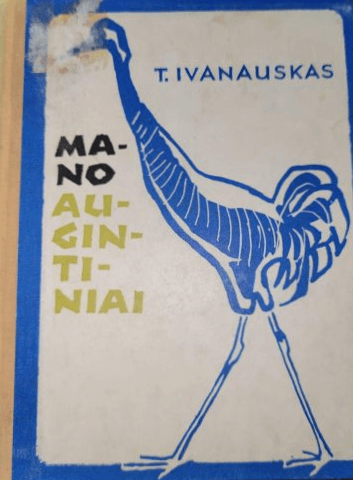 T. IVANAUSKAS
MA-
NO
AU-
GIN-
TI-
NIAI